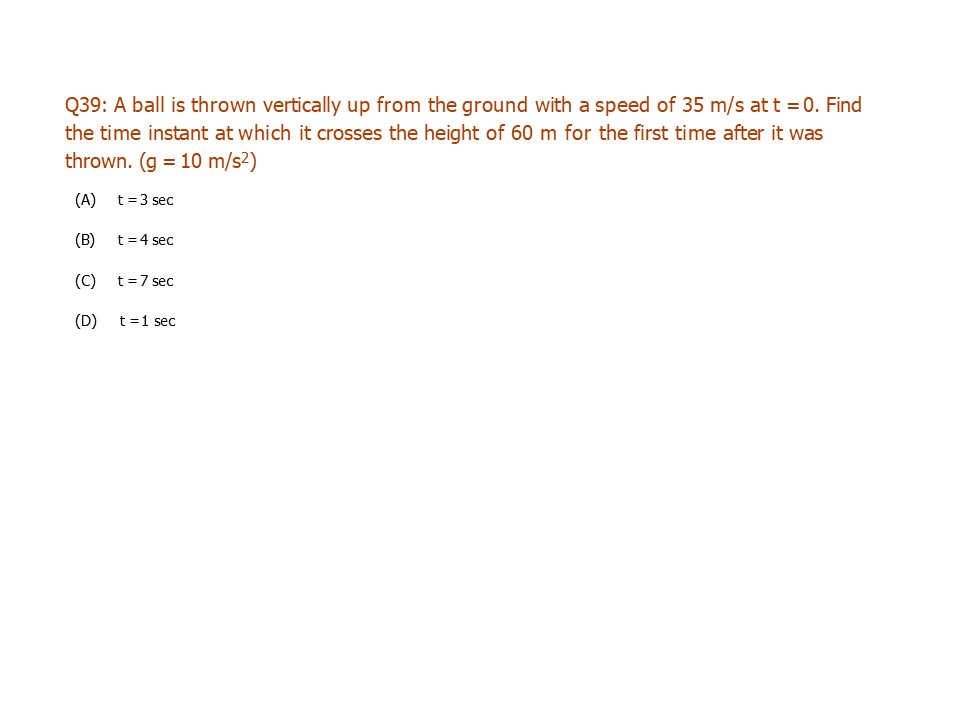 Q39: A ball is thrown vertically up from the ground with a speed of 35 m/s at t = 0. Find
the time instant at which it crosses the height of 60 m for the first time after it was
thrown. (g = 10 m/s²)
(A) t = 3 sec
(B) t = 4 sec
(C) t = 7 sec
(D) t = 1 sec